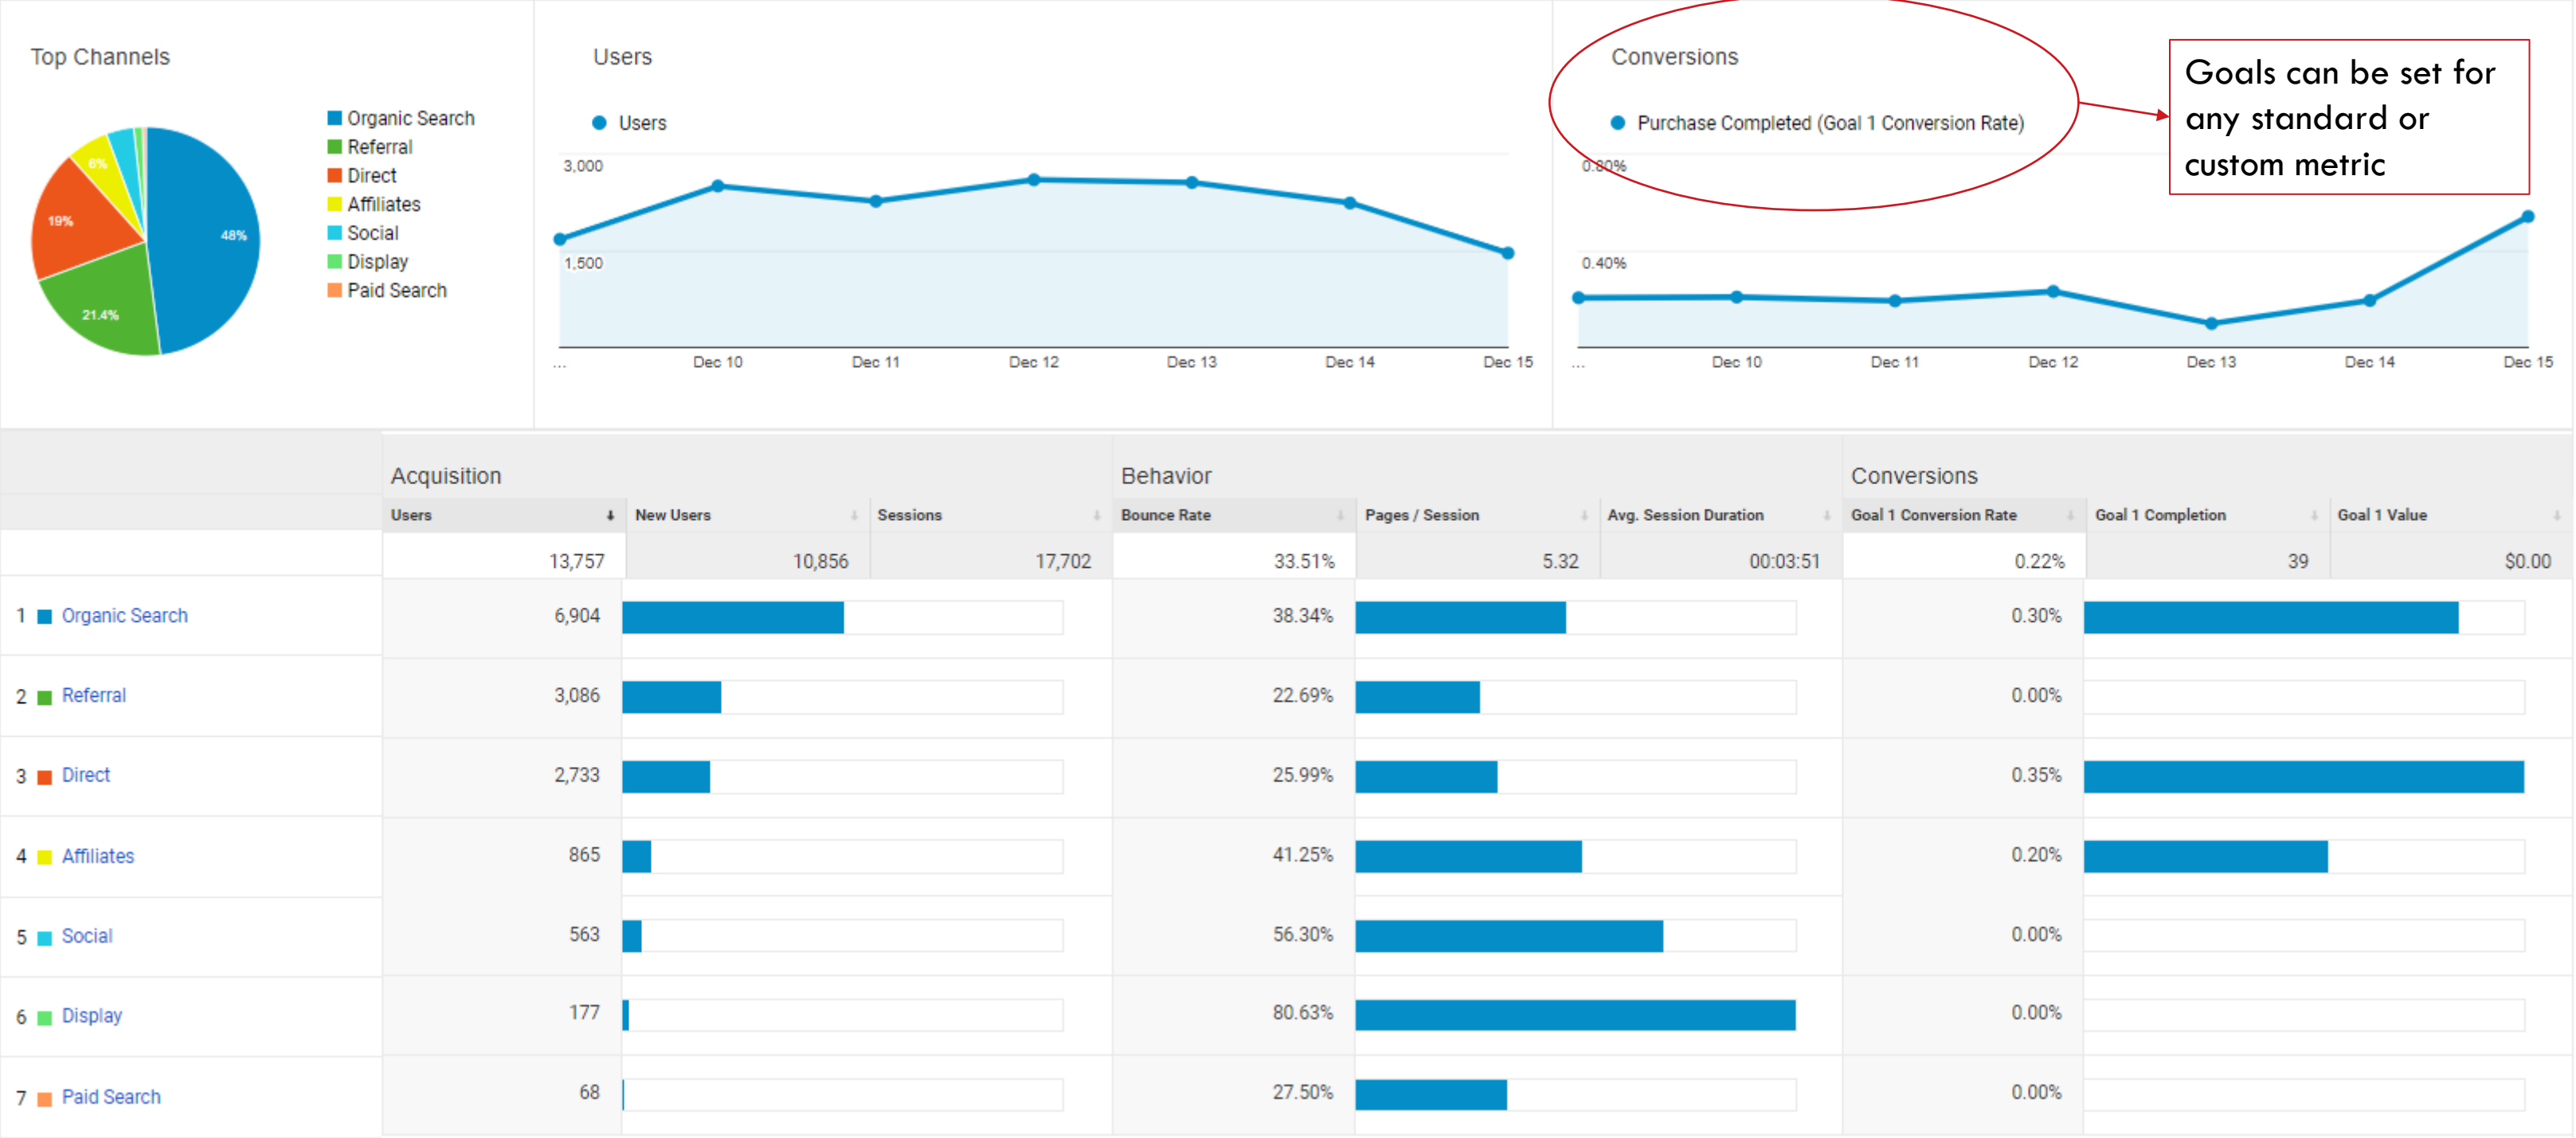 Top Channels
Organic Search
Referral
Direct
Affiliates
Social
Display
Paid Search
48%
21.4%
19%
6%
Users
Users
3,000
1,500
...
Dec 10
Dec 11
Dec 12
Dec 13
Dec 14
Dec 15
Conversions
Purchase Completed (Goal 1 Conversion Rate)
0.80%
0.40%
...
Dec 10
Dec 11
Dec 12
Dec 13
Dec 14
Dec 15
Goals can be set for
any standard or
custom metric
Acquisition Behavior Conversions
Users New Users Sessions Bounce Rate Pages / Session Avg. Session Duration Goal 1 Conversion Rate Goal 1 Completion Goal 1 Value
13,757 10,856 17,702 33.51% 5.32 00:03:51 0.22% 39 $0.00
1 Organic Search 6,904 38.34% 0.30%
2 Referral 3,086 22.69% 0.00%
3 Direct 2,733 25.99% 0.35%
4 Affiliates 865 41.25% 0.20%
5 Social 563 56.30% 0.00%
6 Display 177 80.63% 0.00%
7 Paid Search 68 27.50% 0.00%